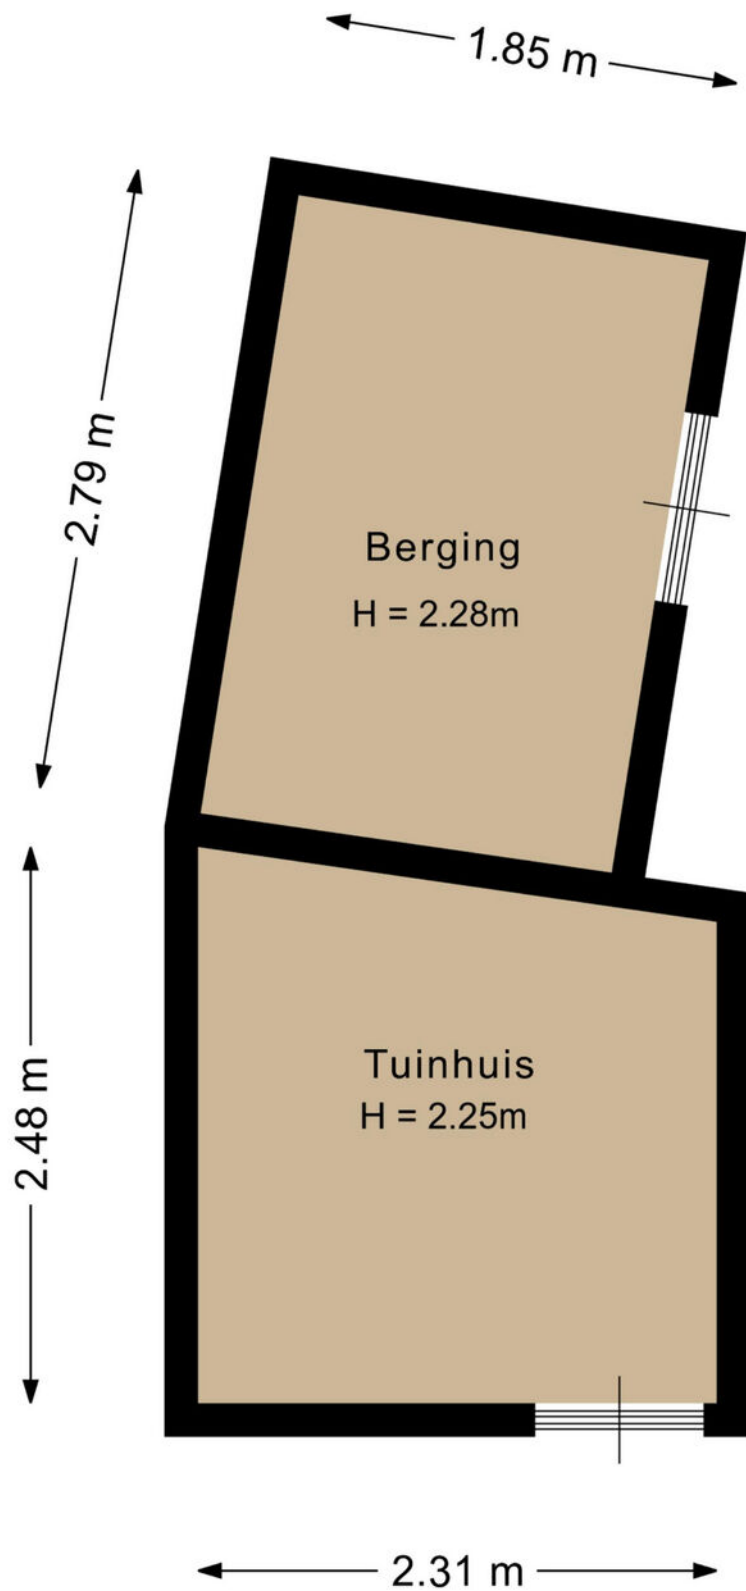 1.85 m
2.79 m
Berging
H = 2.28m
Tuinhuis
H = 2.25m
2.48 m
2.31 m